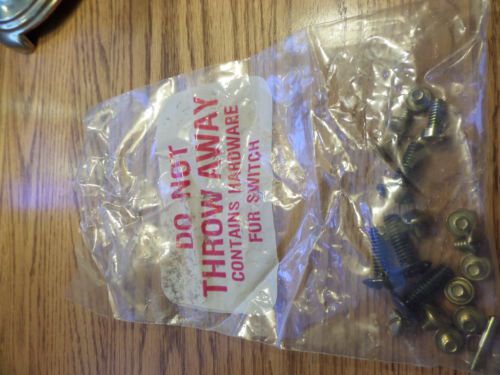 DO NOT
THROW AWAY
CONTAINS HARDWARE
FOR SWITCH